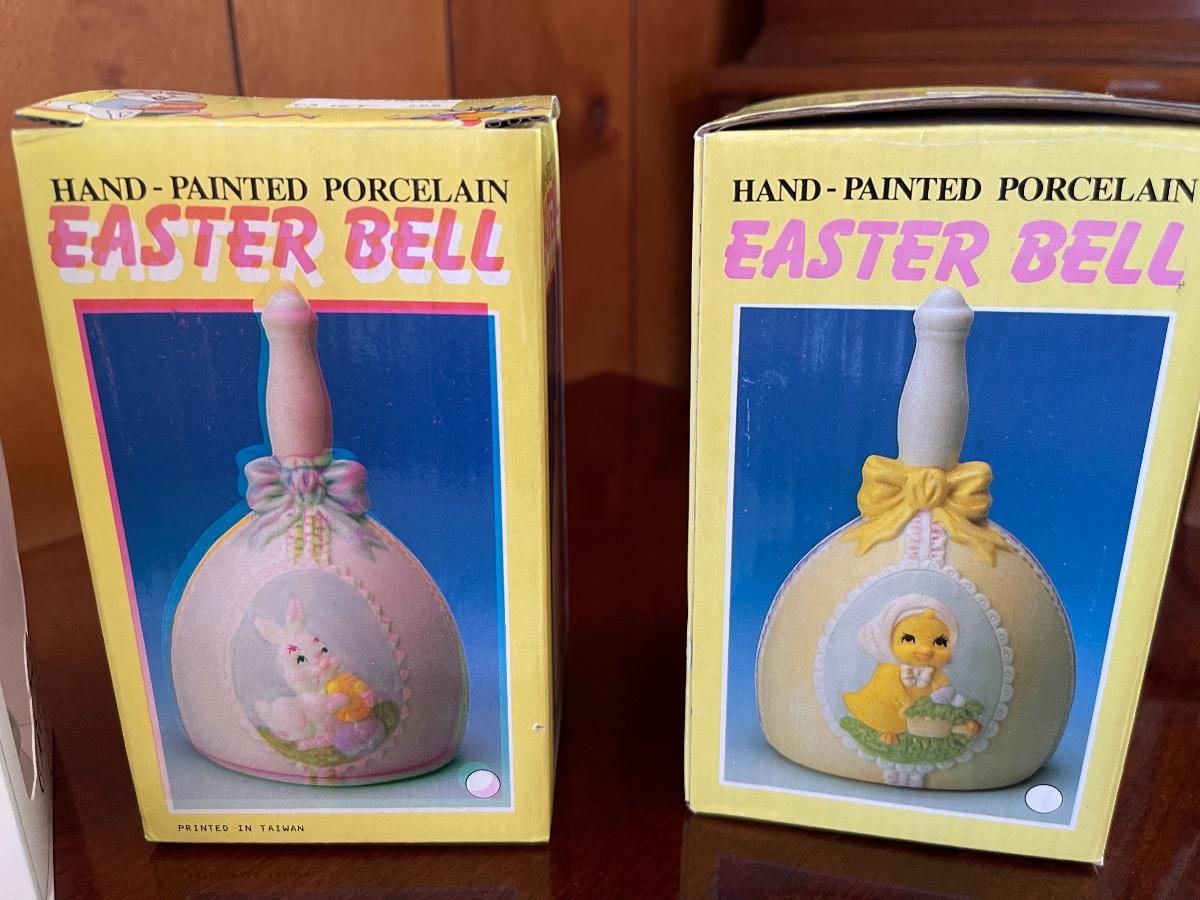 HAND-PAINTED PORCELAIN
EASTER BELL
PRINTED IN TAIWAN
HAND-PAINTED PORCELAIN
EASTER BELL